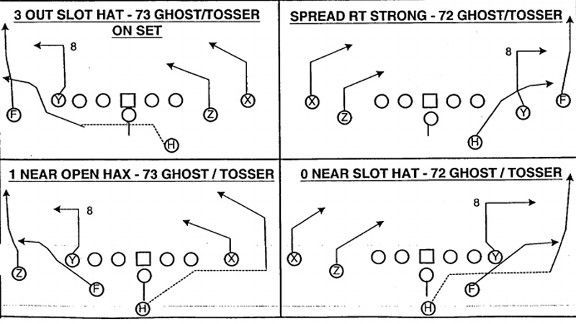 3 OUT SLOT HAT - 73 GHOST/TOSSER
ON SET
8
F
Y
H
Z
X
SPREAD RT STRONG - 72 GHOST/TOSSER
8
X
Z
H
Y
F
1 NEAR OPEN HAX - 73 GHOST / TOSSER
8
Z
Y
F
H
X
0 NEAR SLOT HAT - 72 GHOST / TOSSER
8
X
Z
H
F
Y